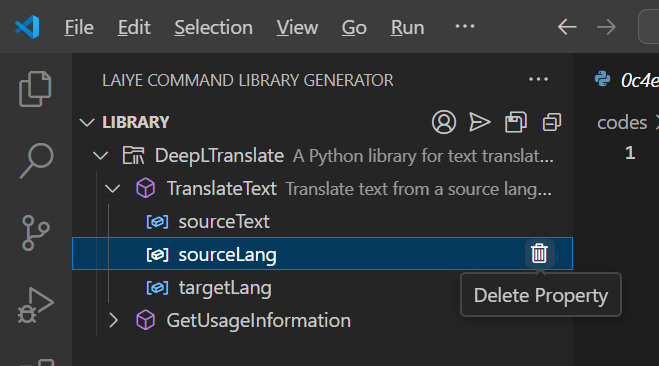 File Edit Selection View Go Run ···
LAIYE COMMAND LIBRARY GENERATOR ···
0c4e
LIBRARY
codes
DeepLTranslate A Python library for text translat...
1
TranslateText Translate text from a source lang...
sourceText
sourceLang
targetLang
Delete Property
GetUsageInformation